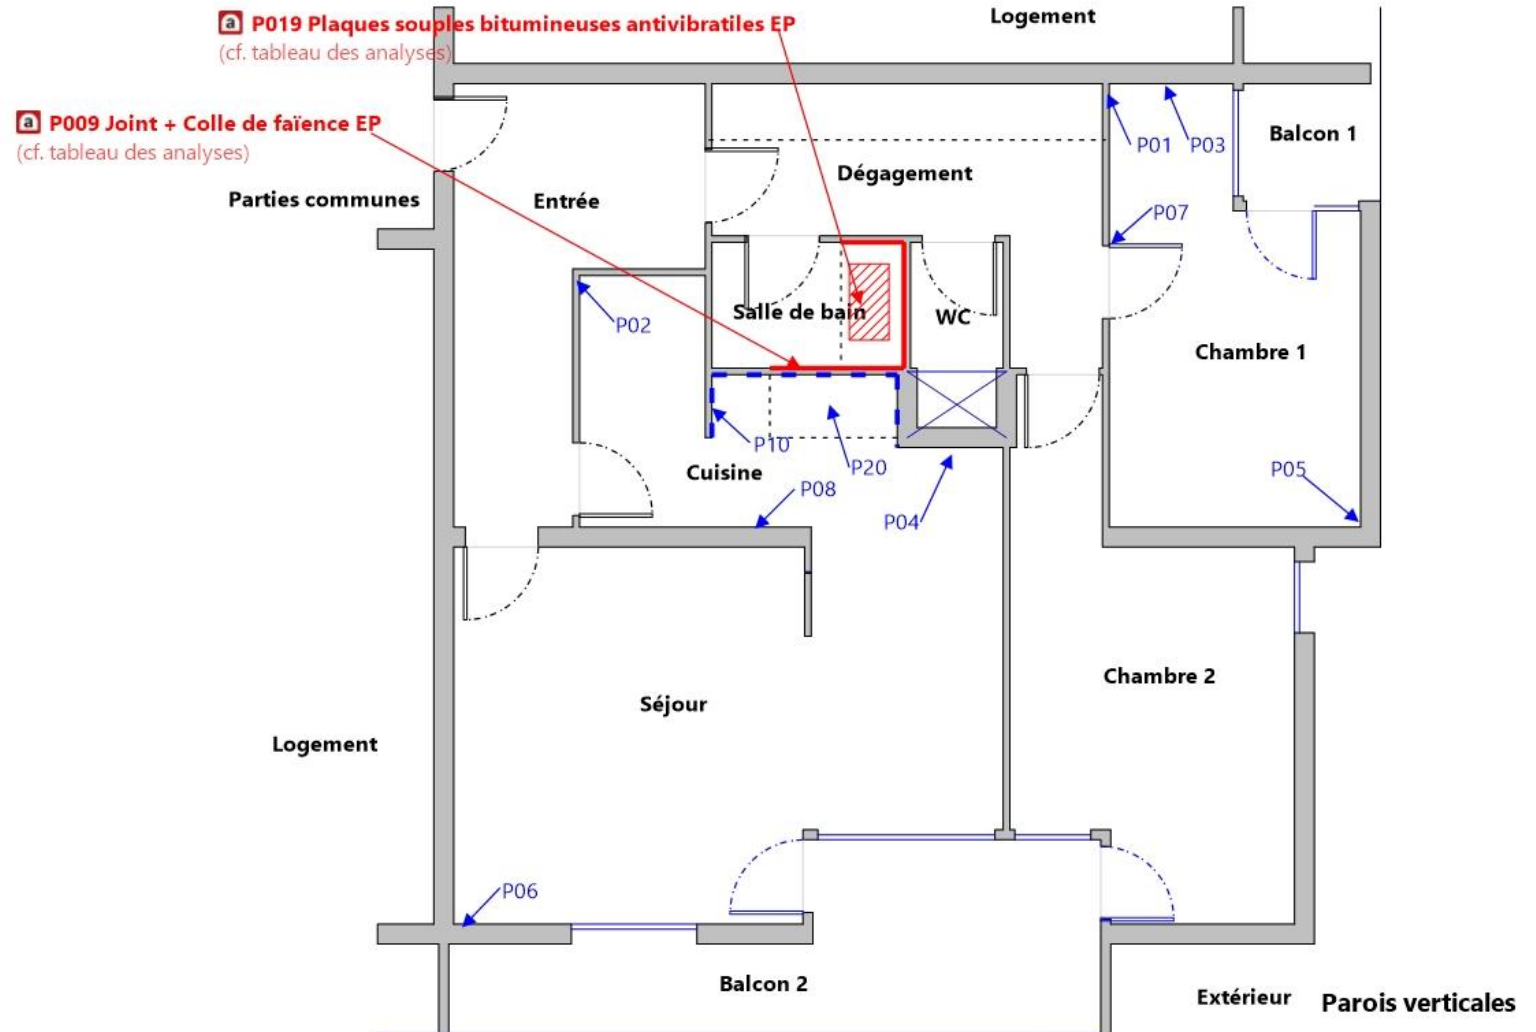 Logement
a P019 Plaques souples bitumineuses antivibratiles EP
(cf. tableau des analyses)
a P009 Joint + Colle de faïence EP
(cf. tableau des analyses)
Balcon 1
P01
P03
Dégagement
Parties communes
Entrée
P07
Salle de bain
WC
P02
Chambre 1
P10
P20
Cuisine
P05
P08
P04
Chambre 2
Séjour
Logement
P06
Balcon 2
Extérieur
Parois verticales